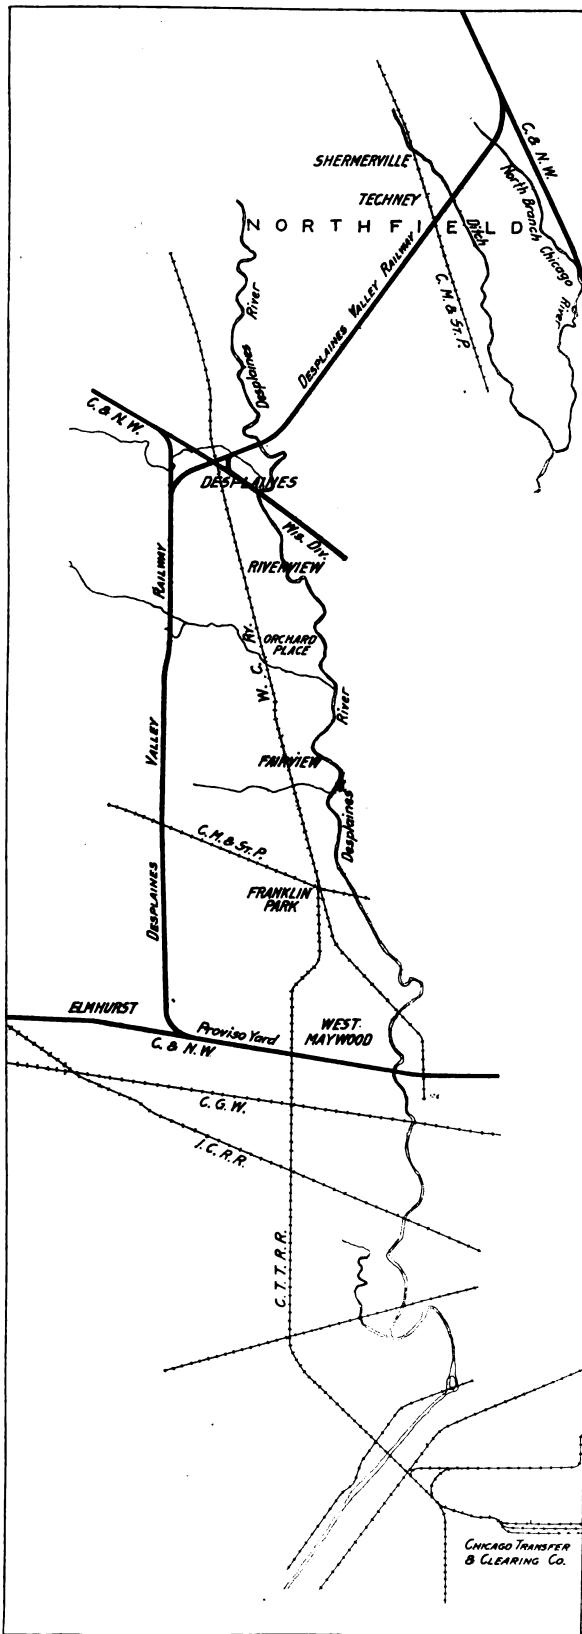 C. & N.W.
SHERMERVILLE
TECHNEY
NORTHFIELD
Ditch
North Branch Chicago River
C. M. & ST. P.
DESPLAINES VALLEY RAILWAY
Desplaines River
C. & N. W.
DESPLAINES
WIS. DIV.
RIVERVIEW
ORCHARD
PLACE
W. C. RY.
River
Desplaines
FAIRVIEW
DESPLAINES VALLEY RAILWAY
C. M. & ST. P.
FRANKLIN
PARK
ELMHURST
Proviso Yard
C. & N.W.
WEST
MAYWOOD
C. G. W.
I. C. R. R.
C. T. T. R. R.
CHICAGO TRANSFER
& CLEARING CO.